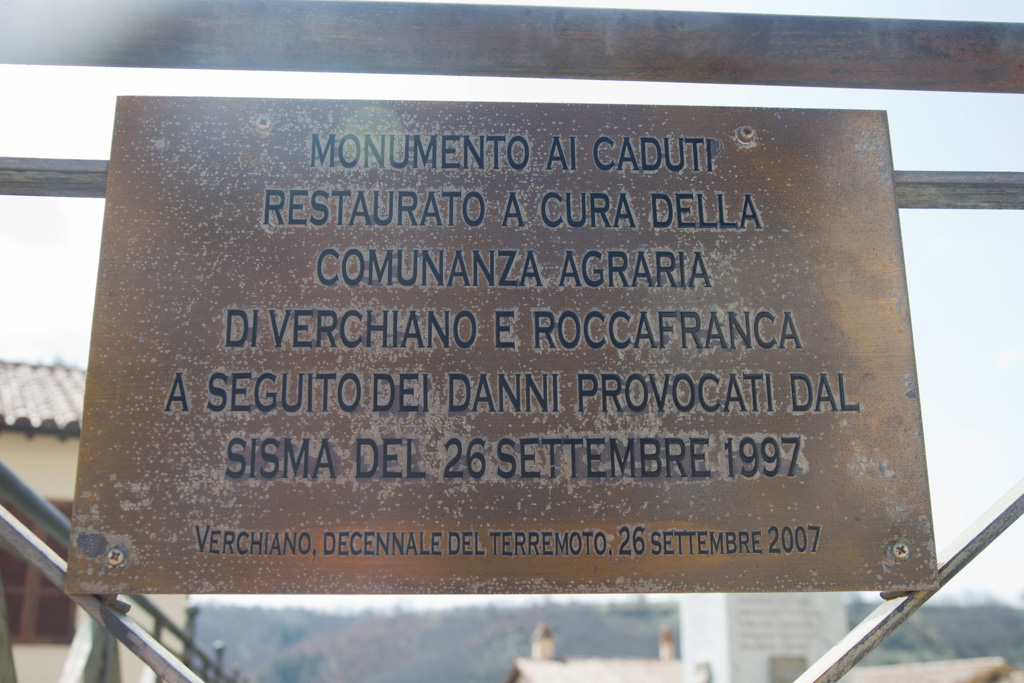 MONUMENTO AI CADUTI
RESTAURATO A CURA DELLA
COMUNANZA AGRARIA
DI VERCHIANO E ROCCAFRANCA
A SEGUITO DEI DANNI PROVOCATI DAL
SISMA DEL 26 SETTEMBRE 1997
VERCHIANO, DECENNALE DEL TERREMOTO, 26 SETTEMBRE 2007